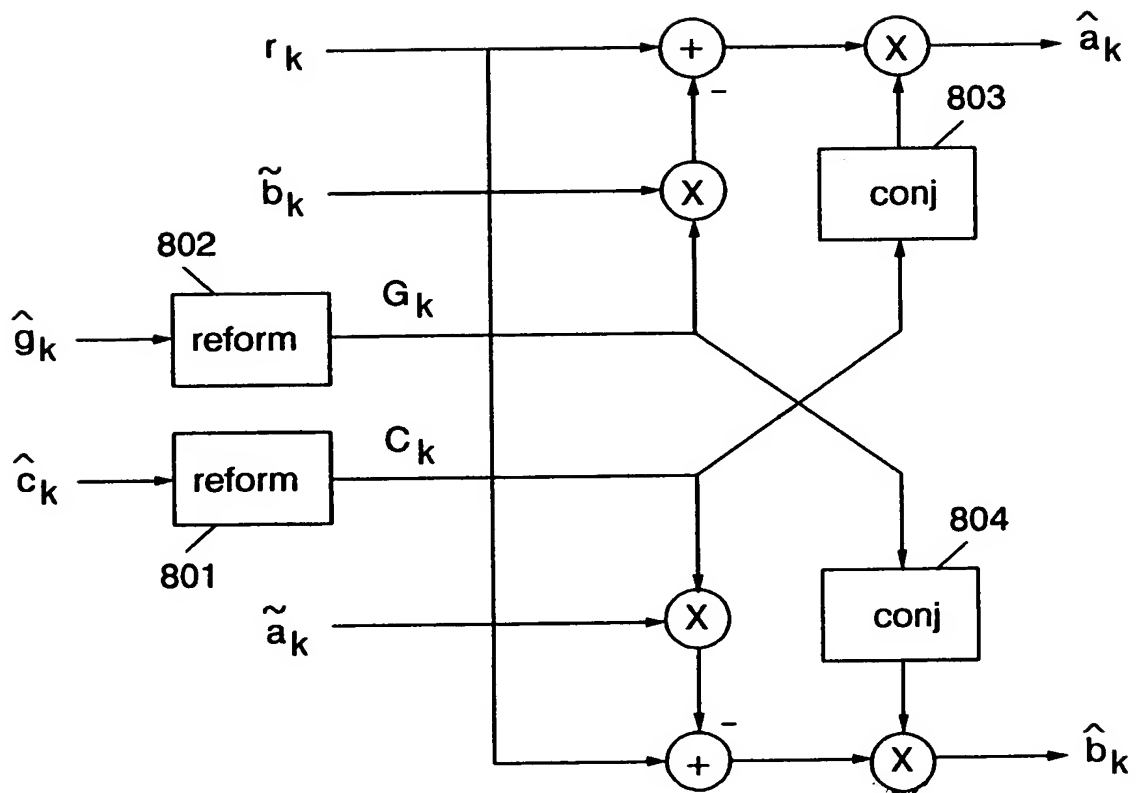 r_k + X â_k
− 803
b̃_k X conj
802
G_k
ĝ_k reform
C_k
ĉ_k reform
801 804
ã_k X conj
−
+ X b̂_k